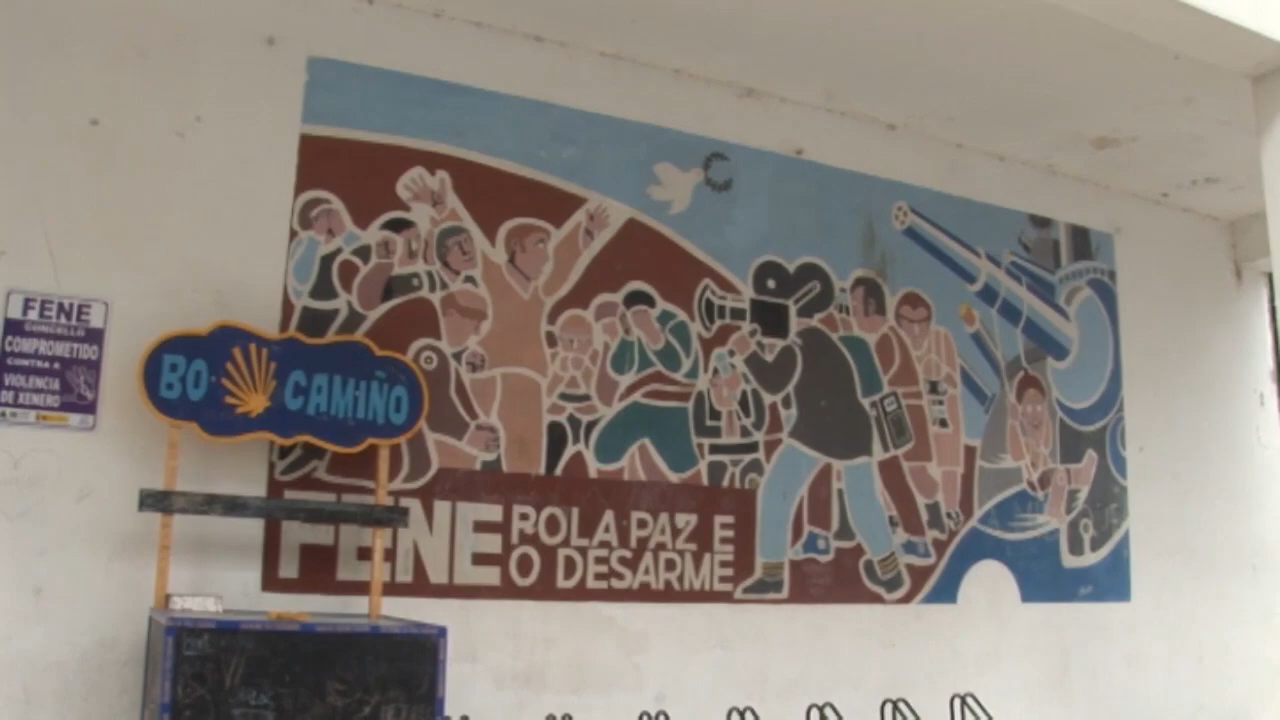 FENE
CONCELLO
COMPROMETIDO
CONTRA A
VIOLENCIA
DE XENERO
BO CAMIÑO
FENE POLA PAZ E
O DESARME